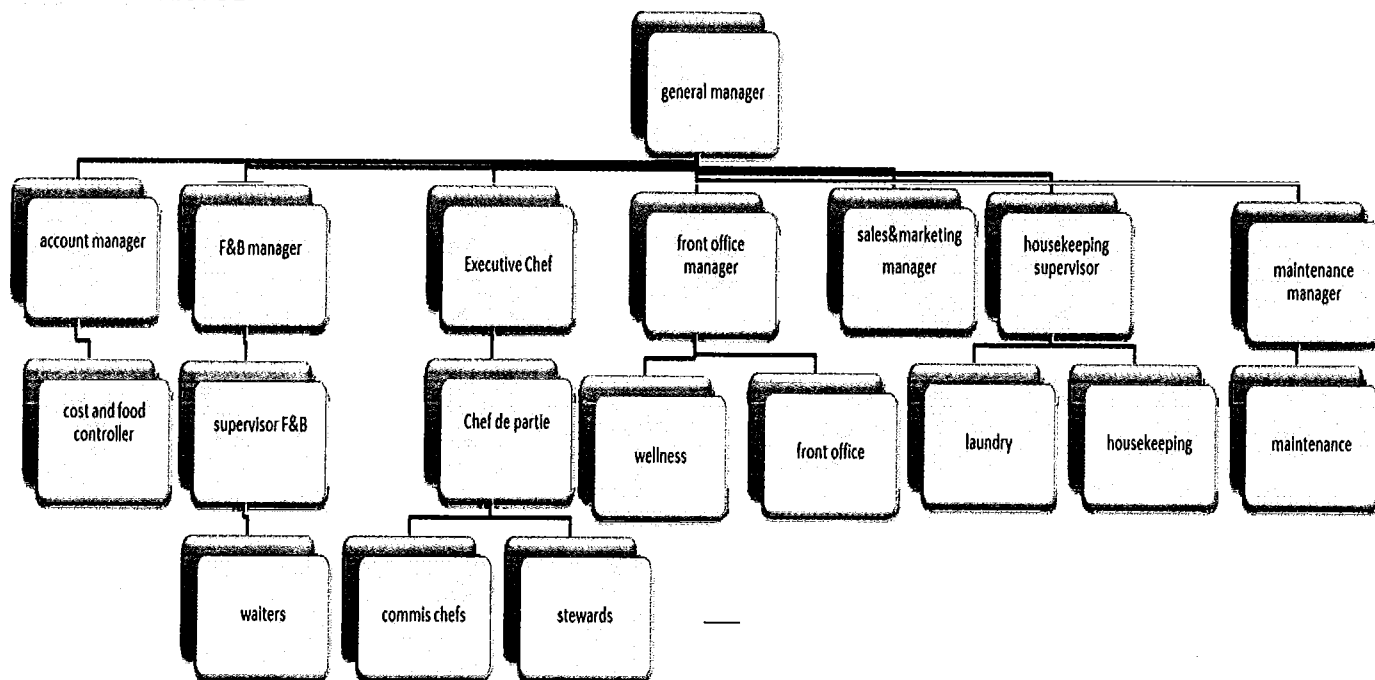 general manager
account manager
F&B manager
Executive Chef
front office
manager
sales&marketing
manager
housekeeping
supervisor
maintenance
manager
cost and food
controller
supervisor F&B
Chef de partie
wellness
front office
laundry
housekeeping
maintenance
waiters
commis chefs
stewards